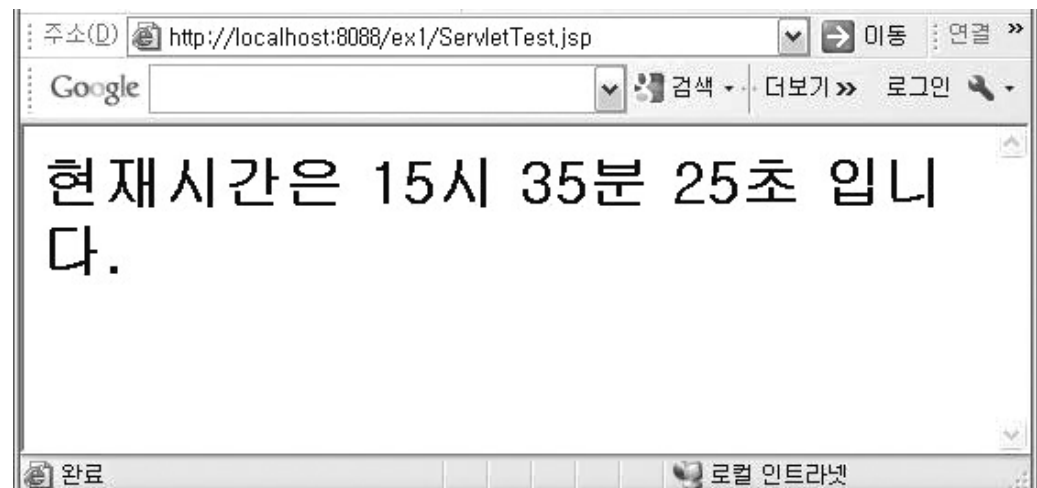 주소(D) http://localhost:8088/ex1/ServletTest.jsp 이동 연결 »
Google 검색 더보기 » 로그인
현재시간은 15시 35분 25초 입니
다.
완료 로컬 인트라넷